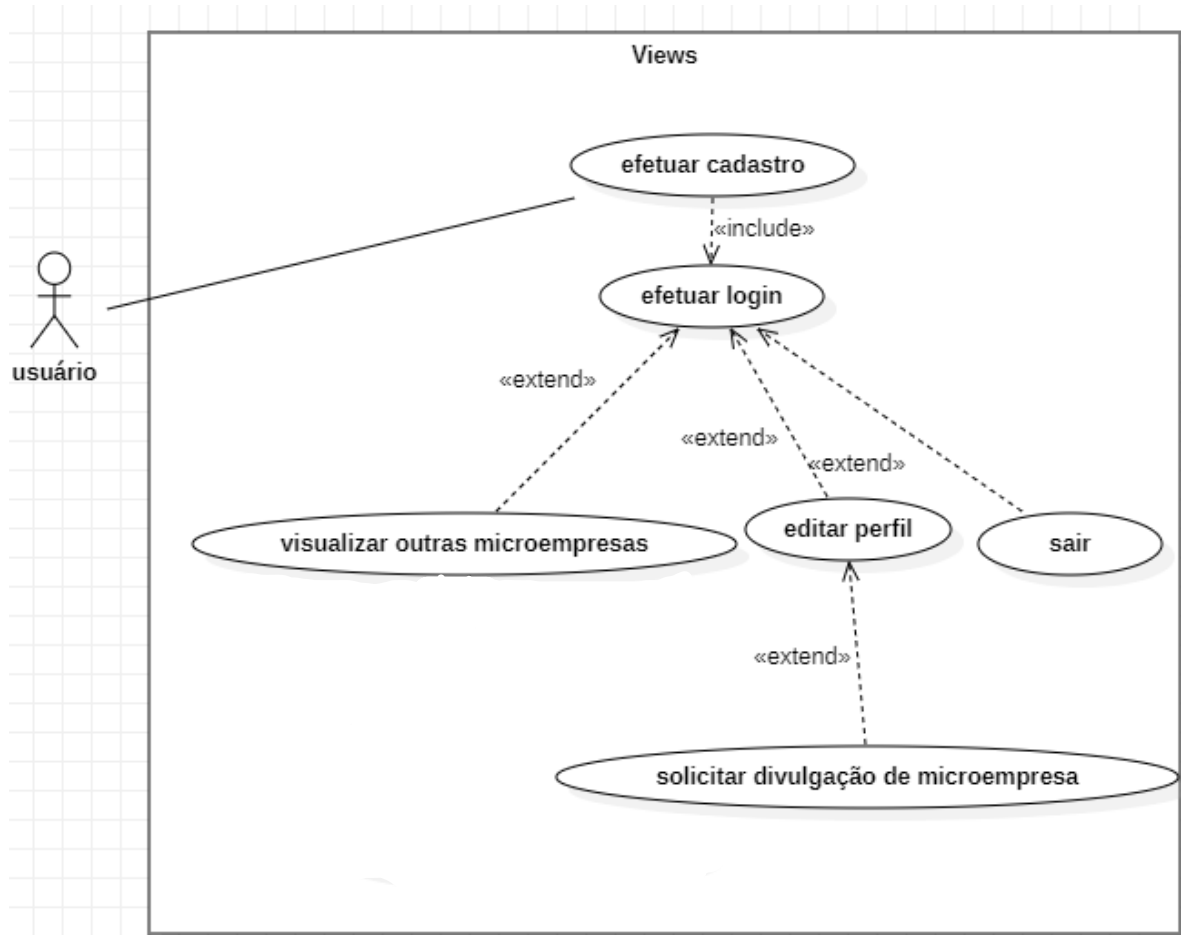 Views
efetuar cadastro
«include»
efetuar login
usuário
«extend»
«extend»
«extend»
editar perfil
visualizar outras microempresas
sair
«extend»
solicitar divulgação de microempresa